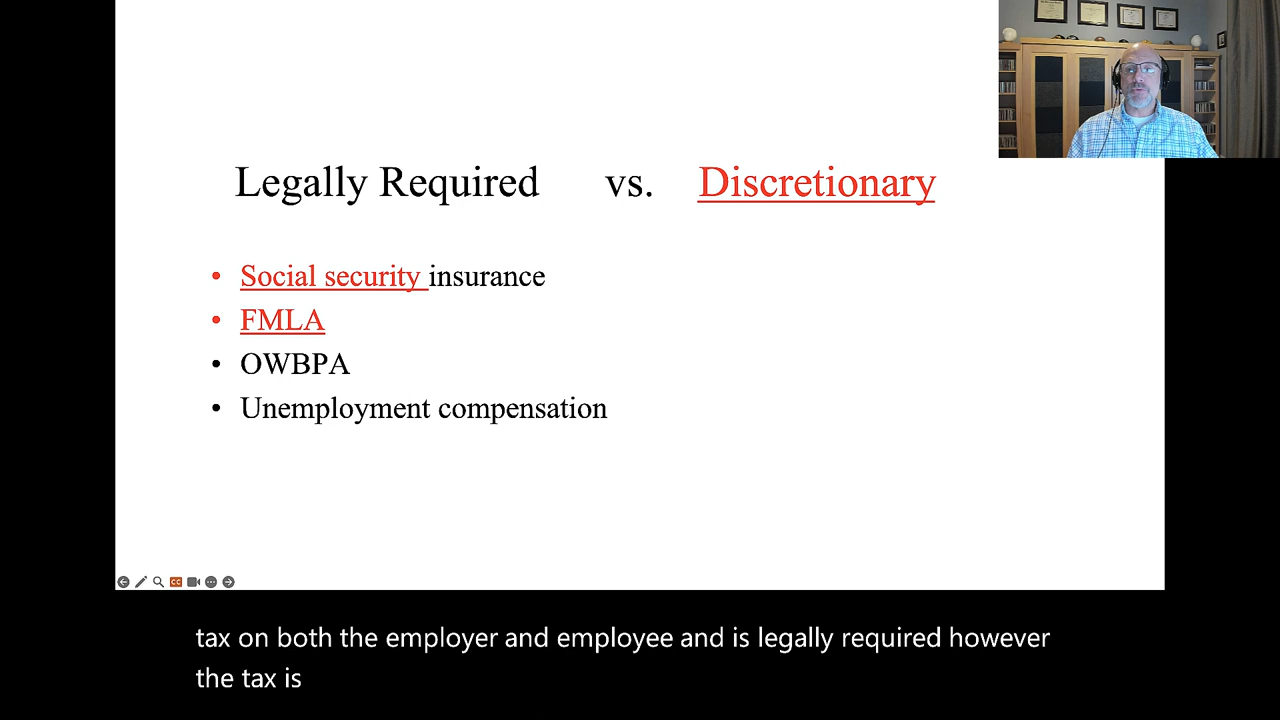 Legally Required vs. Discretionary
• Social security insurance
• FMLA
• OWBPA
• Unemployment compensation
CC
tax on both the employer and employee and is legally required however
the tax is